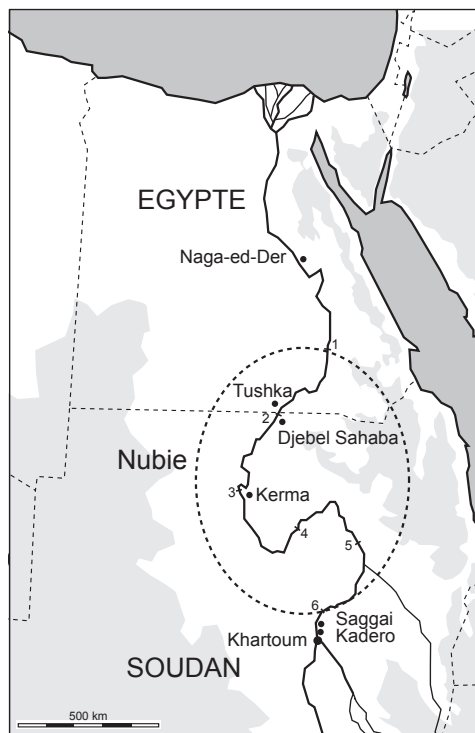 EGYPTE
Naga-ed-Der
1
Tushka
2
Djebel Sahaba
Nubie
3
Kerma
4
5
6
Saggai
Kadero
Khartoum
SOUDAN
500 km